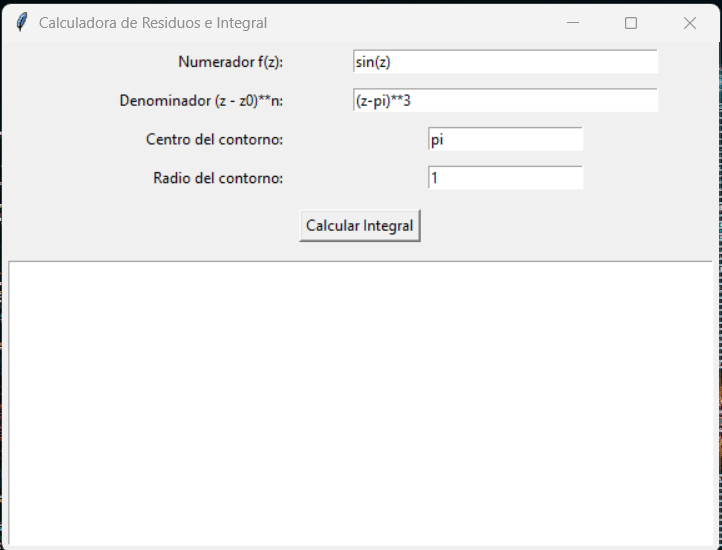 Calculadora de Residuos e Integral
Numerador f(z): sin(z)
Denominador (z - z0)**n: (z-pi)**3
Centro del contorno: pi
Radio del contorno: 1
Calcular Integral